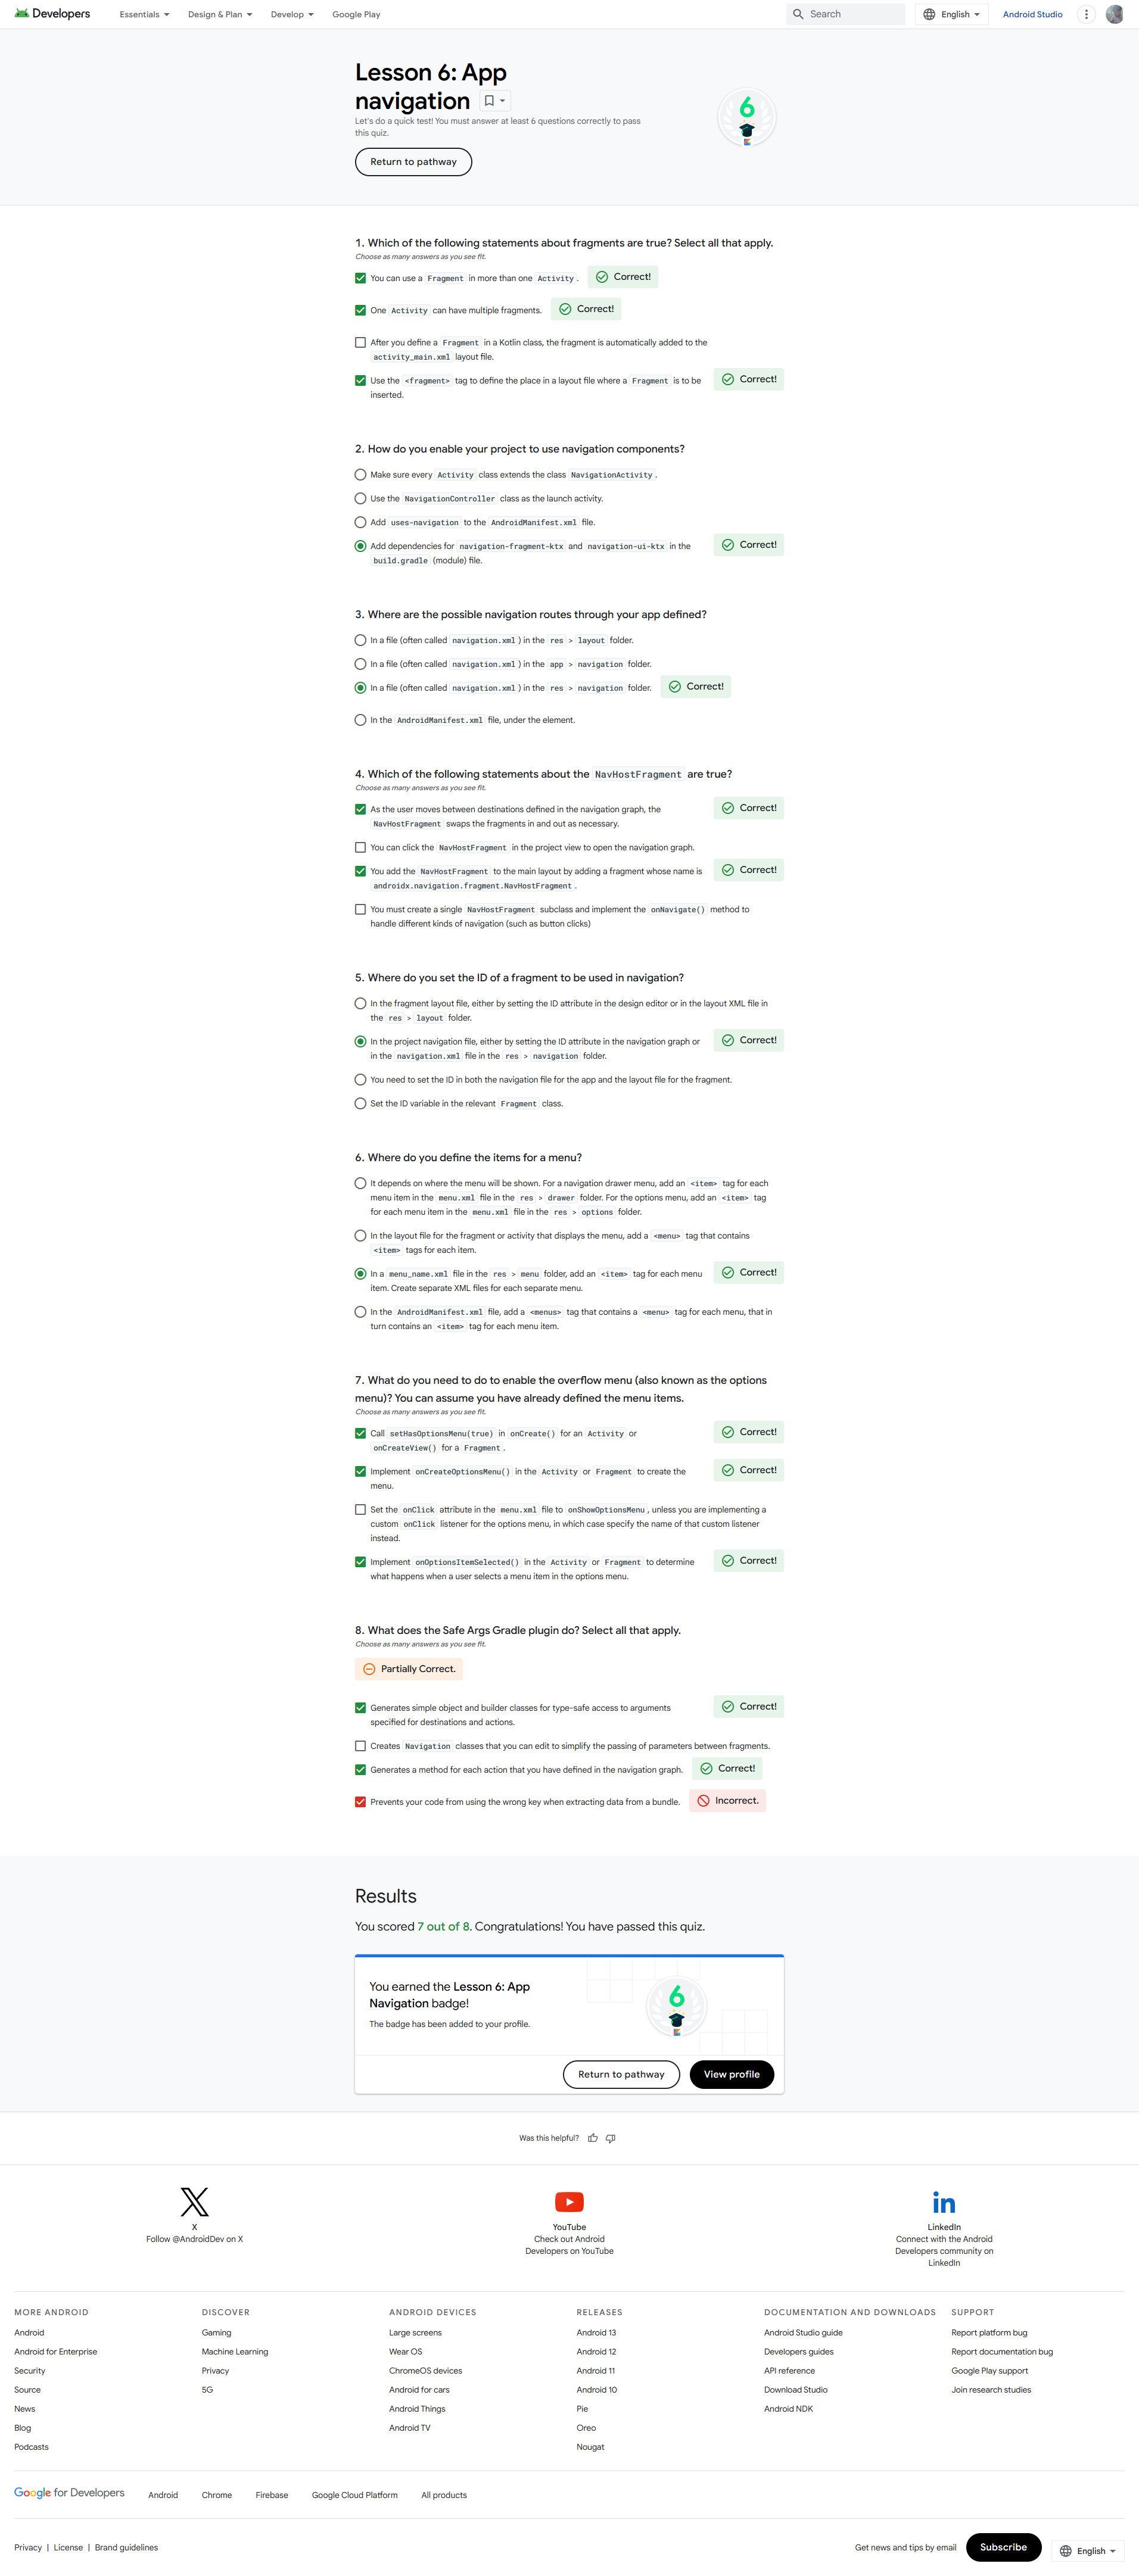 Developers
Essentials
Design & Plan
Develop
Google Play
Search
English
Android Studio
Lesson 6: App
navigation
Let's do a quick test! You must answer at least 6 questions correctly to pass
this quiz.
Return to pathway
6
1. Which of the following statements about fragments are true? Select all that apply.
Choose as many answers as you see fit.
You can use a Fragment in more than one Activity. Correct!
One Activity can have multiple fragments. Correct!
After you define a Fragment in a Kotlin class, the fragment is automatically added to the
activity_main.xml layout file.
Use the <fragment> tag to define the place in a layout file where a Fragment is to be
inserted.
Correct!
2. How do you enable your project to use navigation components?
Make sure every Activity class extends the class NavigationActivity.
Use the NavigationController class as the launch activity.
Add uses-navigation to the AndroidManifest.xml file.
Add dependencies for navigation-fragment-ktx and navigation-ui-ktx in the
build.gradle (module) file.
Correct!
3. Where are the possible navigation routes through your app defined?
In a file (often called navigation.xml) in the res > layout folder.
In a file (often called navigation.xml) in the app > navigation folder.
In a file (often called navigation.xml) in the res > navigation folder. Correct!
In the AndroidManifest.xml file, under the element.
4. Which of the following statements about the NavHostFragment are true?
Choose as many answers as you see fit.
As the user moves between destinations defined in the navigation graph, the
NavHostFragment swaps the fragments in and out as necessary.
Correct!
You can click the NavHostFragment in the project view to open the navigation graph.
You add the NavHostFragment to the main layout by adding a fragment whose name is
androidx.navigation.fragment.NavHostFragment.
Correct!
You must create a single NavHostFragment subclass and implement the onNavigate() method to
handle different kinds of navigation (such as button clicks)
5. Where do you set the ID of a fragment to be used in navigation?
In the fragment layout file, either by setting the ID attribute in the design editor or in the layout XML file in
the res > layout folder.
In the project navigation file, either by setting the ID attribute in the navigation graph or
in the navigation.xml file in the res > navigation folder.
Correct!
You need to set the ID in both the navigation file for the app and the layout file for the fragment.
Set the ID variable in the relevant Fragment class.
6. Where do you define the items for a menu?
It depends on where the menu will be shown. For a navigation drawer menu, add an <item> tag for each
menu item in the menu.xml file in the res > drawer folder. For the options menu, add an <item> tag
for each menu item in the menu.xml file in the res > options folder.
In the layout file for the fragment or activity that displays the menu, add a <menu> tag that contains
<item> tags for each item.
In a menu_name.xml file in the res > menu folder, add an <item> tag for each menu
item. Create separate XML files for each separate menu.
Correct!
In the AndroidManifest.xml file, add a <menus> tag that contains a <menu> tag for each menu, that in
turn contains an <item> tag for each menu item.
7. What do you need to do to enable the overflow menu (also known as the options
menu)? You can assume you have already defined the menu items.
Choose as many answers as you see fit.
Call setHasOptionsMenu(true) in onCreate() for an Activity or
onCreateView() for a Fragment.
Correct!
Implement onCreateOptionsMenu() in the Activity or Fragment to create the
menu.
Correct!
Set the onClick attribute in the menu.xml file to onShowOptionsMenu, unless you are implementing a
custom onClick listener for the options menu, in which case specify the name of that custom listener
instead.
Implement onOptionsItemSelected() in the Activity or Fragment to determine
what happens when a user selects a menu item in the options menu.
Correct!
8. What does the Safe Args Gradle plugin do? Select all that apply.
Choose as many answers as you see fit.
Partially Correct.
Generates simple object and builder classes for type-safe access to arguments
specified for destinations and actions.
Correct!
Creates Navigation classes that you can edit to simplify the passing of parameters between fragments.
Generates a method for each action that you have defined in the navigation graph. Correct!
Prevents your code from using the wrong key when extracting data from a bundle. Incorrect.
Results
You scored 7 out of 8. Congratulations! You have passed this quiz.
You earned the Lesson 6: App
Navigation badge!
The badge has been added to your profile.
6
Return to pathway
View profile
Was this helpful?
X
Follow @AndroidDev on X
YouTube
Check out Android
Developers on YouTube
LinkedIn
Connect with the Android
Developers community on
LinkedIn
MORE ANDROID
Android
Android for Enterprise
Security
Source
News
Blog
Podcasts
DISCOVER
Gaming
Machine Learning
Privacy
5G
ANDROID DEVICES
Large screens
Wear OS
ChromeOS devices
Android for cars
Android Things
Android TV
RELEASES
Android 13
Android 12
Android 11
Android 10
Pie
Oreo
Nougat
DOCUMENTATION AND DOWNLOADS
Android Studio guide
Developers guides
API reference
Download Studio
Android NDK
SUPPORT
Report platform bug
Report documentation bug
Google Play support
Join research studies
Google for Developers
Android
Chrome
Firebase
Google Cloud Platform
All products
Privacy | License | Brand guidelines
Get news and tips by email
Subscribe
English